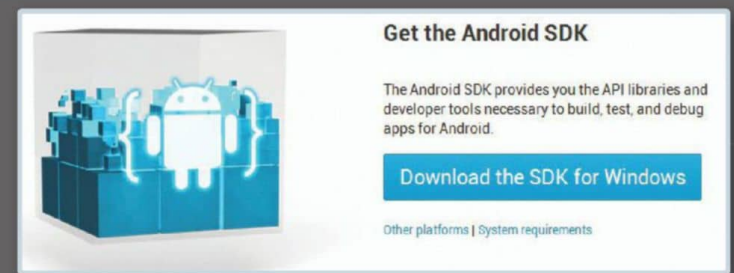 Get the Android SDK
The Android SDK provides you the API libraries and
developer tools necessary to build, test, and debug
apps for Android.
Download the SDK for Windows
Other platforms | System requirements